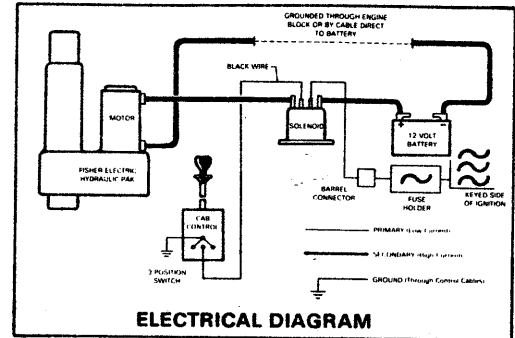 GROUNDED THROUGH ENGINE
BLOCK OR BY CABLE DIRECT
TO BATTERY
BLACK WIRE
MOTOR
SOLENOID
+ −
12 VOLT
BATTERY
FISHER ELECTRIC
HYDRAULIC PAK
CAB
CONTROL
BARREL
CONNECTOR
FUSE
HOLDER
KEYED SIDE
OF IGNITION
3 POSITION
SWITCH
PRIMARY (Low Current)
SECONDARY (High Current)
GROUND (Through Control Cables)
ELECTRICAL DIAGRAM